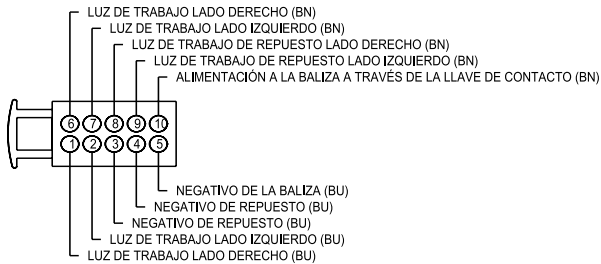 LUZ DE TRABAJO LADO DERECHO (BN)
LUZ DE TRABAJO LADO IZQUIERDO (BN)
LUZ DE TRABAJO DE REPUESTO LADO DERECHO (BN)
LUZ DE TRABAJO DE REPUESTO LADO IZQUIERDO (BN)
ALIMENTACIÓN A LA BALIZA A TRAVÉS DE LA LLAVE DE CONTACTO (BN)
6 7 8 9 10
1 2 3 4 5
NEGATIVO DE LA BALIZA (BU)
NEGATIVO DE REPUESTO (BU)
NEGATIVO DE REPUESTO (BU)
LUZ DE TRABAJO LADO IZQUIERDO (BU)
LUZ DE TRABAJO LADO DERECHO (BU)